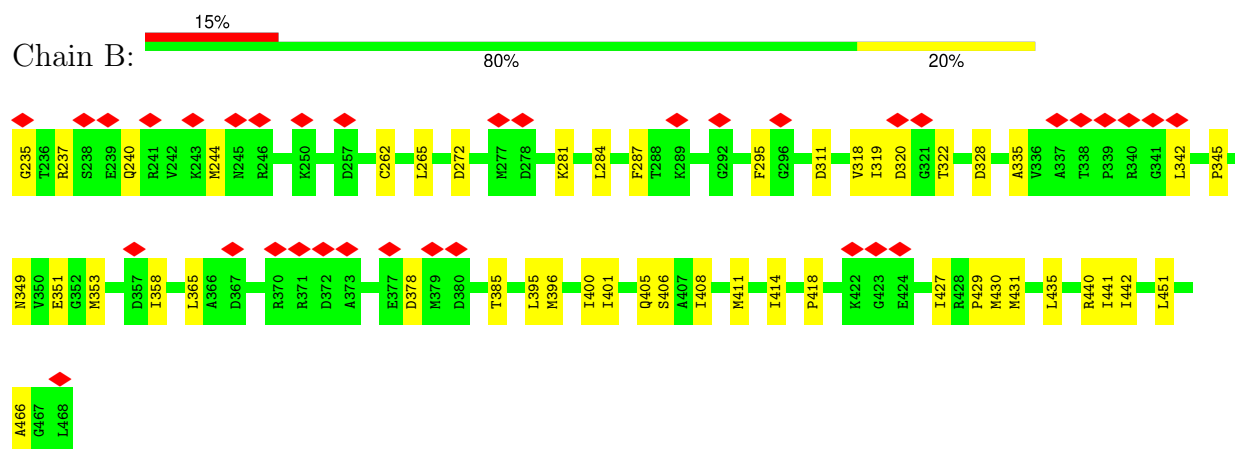 15%
Chain B:
80% 20%
G235 T236 R237 S238 E239 Q240 R241 V242 K243 M244 N245 R246 K250 D257 C262 L265 D272 M277 D278 K281 L284 F287 T288 K289 G292 F295 G296 D311 V318 I319 D320 G321 T322 D328 A335 V336 A337 T338 P339 R340 G341 L342 P345
N349 V350 E351 G352 M353 D357 I358 L365 A366 D367 R370 R371 D372 A373 E377 D378 M379 D380 T385 L395 M396 I400 I401 Q405 S406 A407 I408 M411 I414 P418 K422 G423 E424 I427 R428 P429 M430 M431 L435 R440 I441 I442 L451
A466 G467 L468